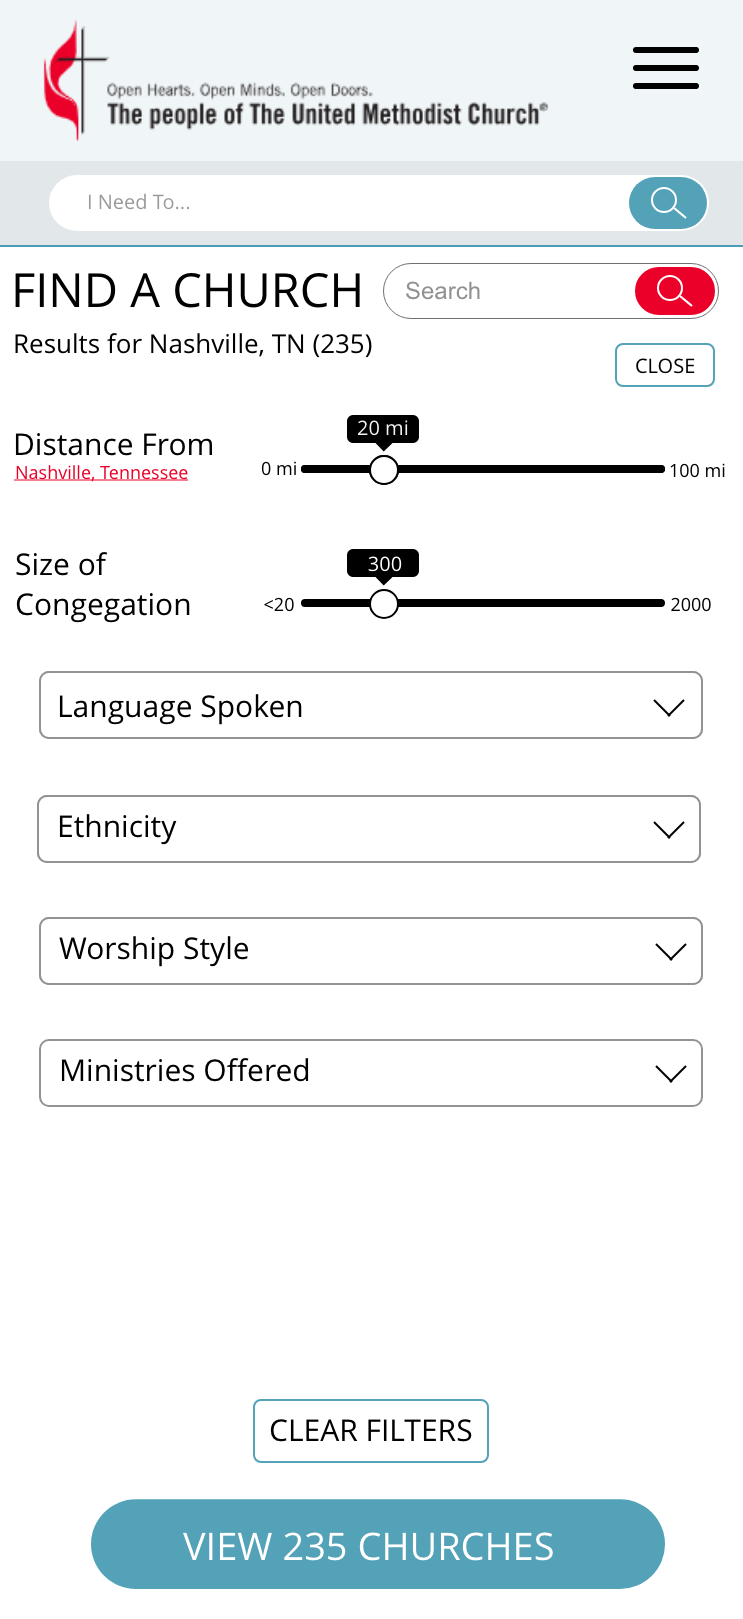 Open Hearts. Open Minds. Open Doors.
The people of The United Methodist Church®
I Need To...
FIND A CHURCH
Search
Results for Nashville, TN (235)
CLOSE
20 mi
Distance From
Nashville, Tennessee
0 mi
100 mi
300
Size of
Congegation
<20
2000
Language Spoken
Ethnicity
Worship Style
Ministries Offered
CLEAR FILTERS
VIEW 235 CHURCHES